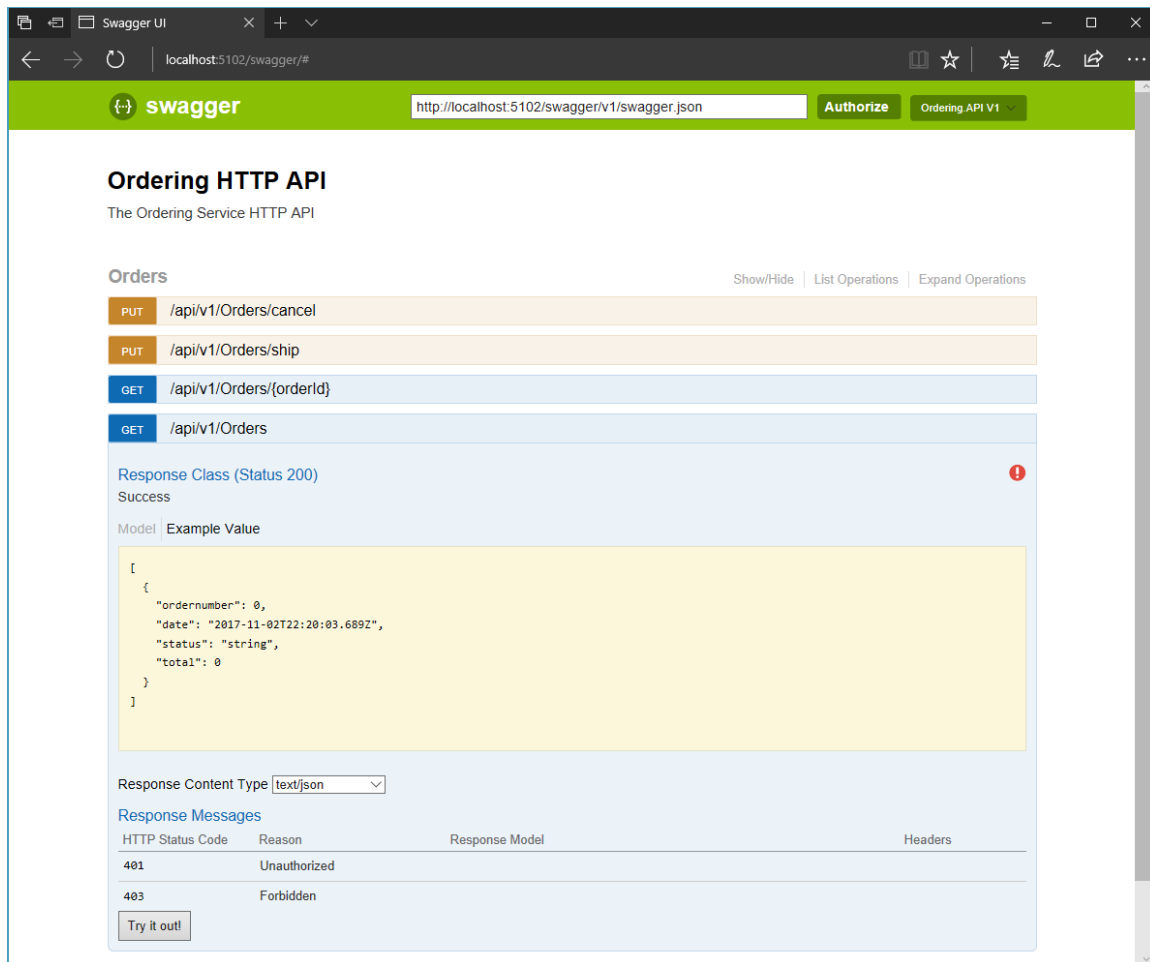 Swagger UI
localhost:5102/swagger/#
swagger
http://localhost:5102/swagger/v1/swagger.json
Authorize
Ordering.API V1
Ordering HTTP API
The Ordering Service HTTP API
Orders
Show/Hide
List Operations
Expand Operations
PUT /api/v1/Orders/cancel
PUT /api/v1/Orders/ship
GET /api/v1/Orders/{orderId}
GET /api/v1/Orders
Response Class (Status 200)
Success
Model Example Value
[
{
"ordernumber": 0,
"date": "2017-11-02T22:20:03.689Z",
"status": "string",
"total": 0
}
]
Response Content Type text/json
Response Messages
HTTP Status Code Reason Response Model Headers
401 Unauthorized
403 Forbidden
Try it out!